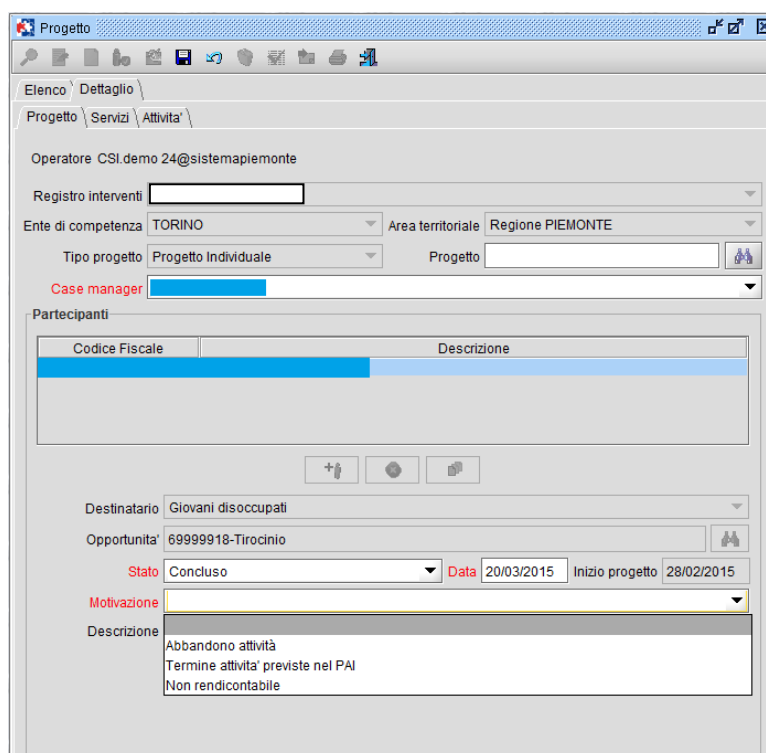 Progetto
Elenco Dettaglio
Progetto Servizi Attivita'
Operatore CSI.demo 24@sistemapiemonte
Registro interventi
Ente di competenza TORINO Area territoriale Regione PIEMONTE
Tipo progetto Progetto Individuale Progetto
Case manager
Partecipanti
Codice Fiscale Descrizione
Destinatario Giovani disoccupati
Opportunita' 69999918-Tirocinio
Stato Concluso Data 20/03/2015 Inizio progetto 28/02/2015
Motivazione
Descrizione
Abbandono attività
Termine attivita' previste nel PAI
Non rendicontabile